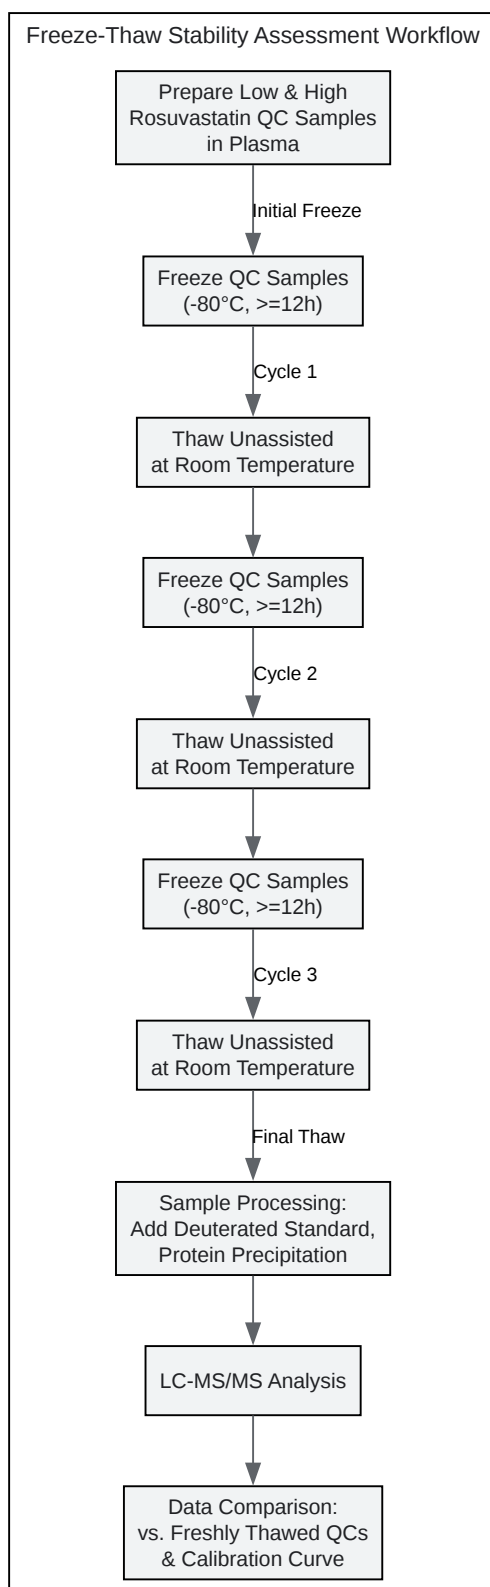 Freeze-Thaw Stability Assessment Workflow
Prepare Low & High
Rosuvastatin QC Samples
in Plasma
Initial Freeze
Freeze QC Samples
(-80°C, >=12h)
Cycle 1
Thaw Unassisted
at Room Temperature
Freeze QC Samples
(-80°C, >=12h)
Cycle 2
Thaw Unassisted
at Room Temperature
Freeze QC Samples
(-80°C, >=12h)
Cycle 3
Thaw Unassisted
at Room Temperature
Final Thaw
Sample Processing:
Add Deuterated Standard,
Protein Precipitation
LC-MS/MS Analysis
Data Comparison:
vs. Freshly Thawed QCs
& Calibration Curve